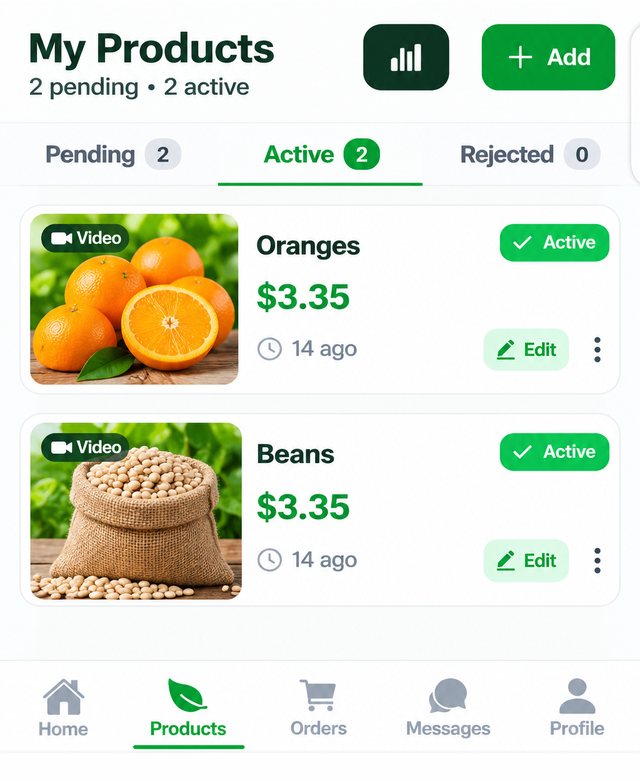 My Products
2 pending • 2 active
Add
Pending 2
Active 2
Rejected 0
Video
Oranges
Active
$3.35
14 ago
Edit
Video
Beans
Active
$3.35
14 ago
Edit
Home
Products
Orders
Messages
Profile